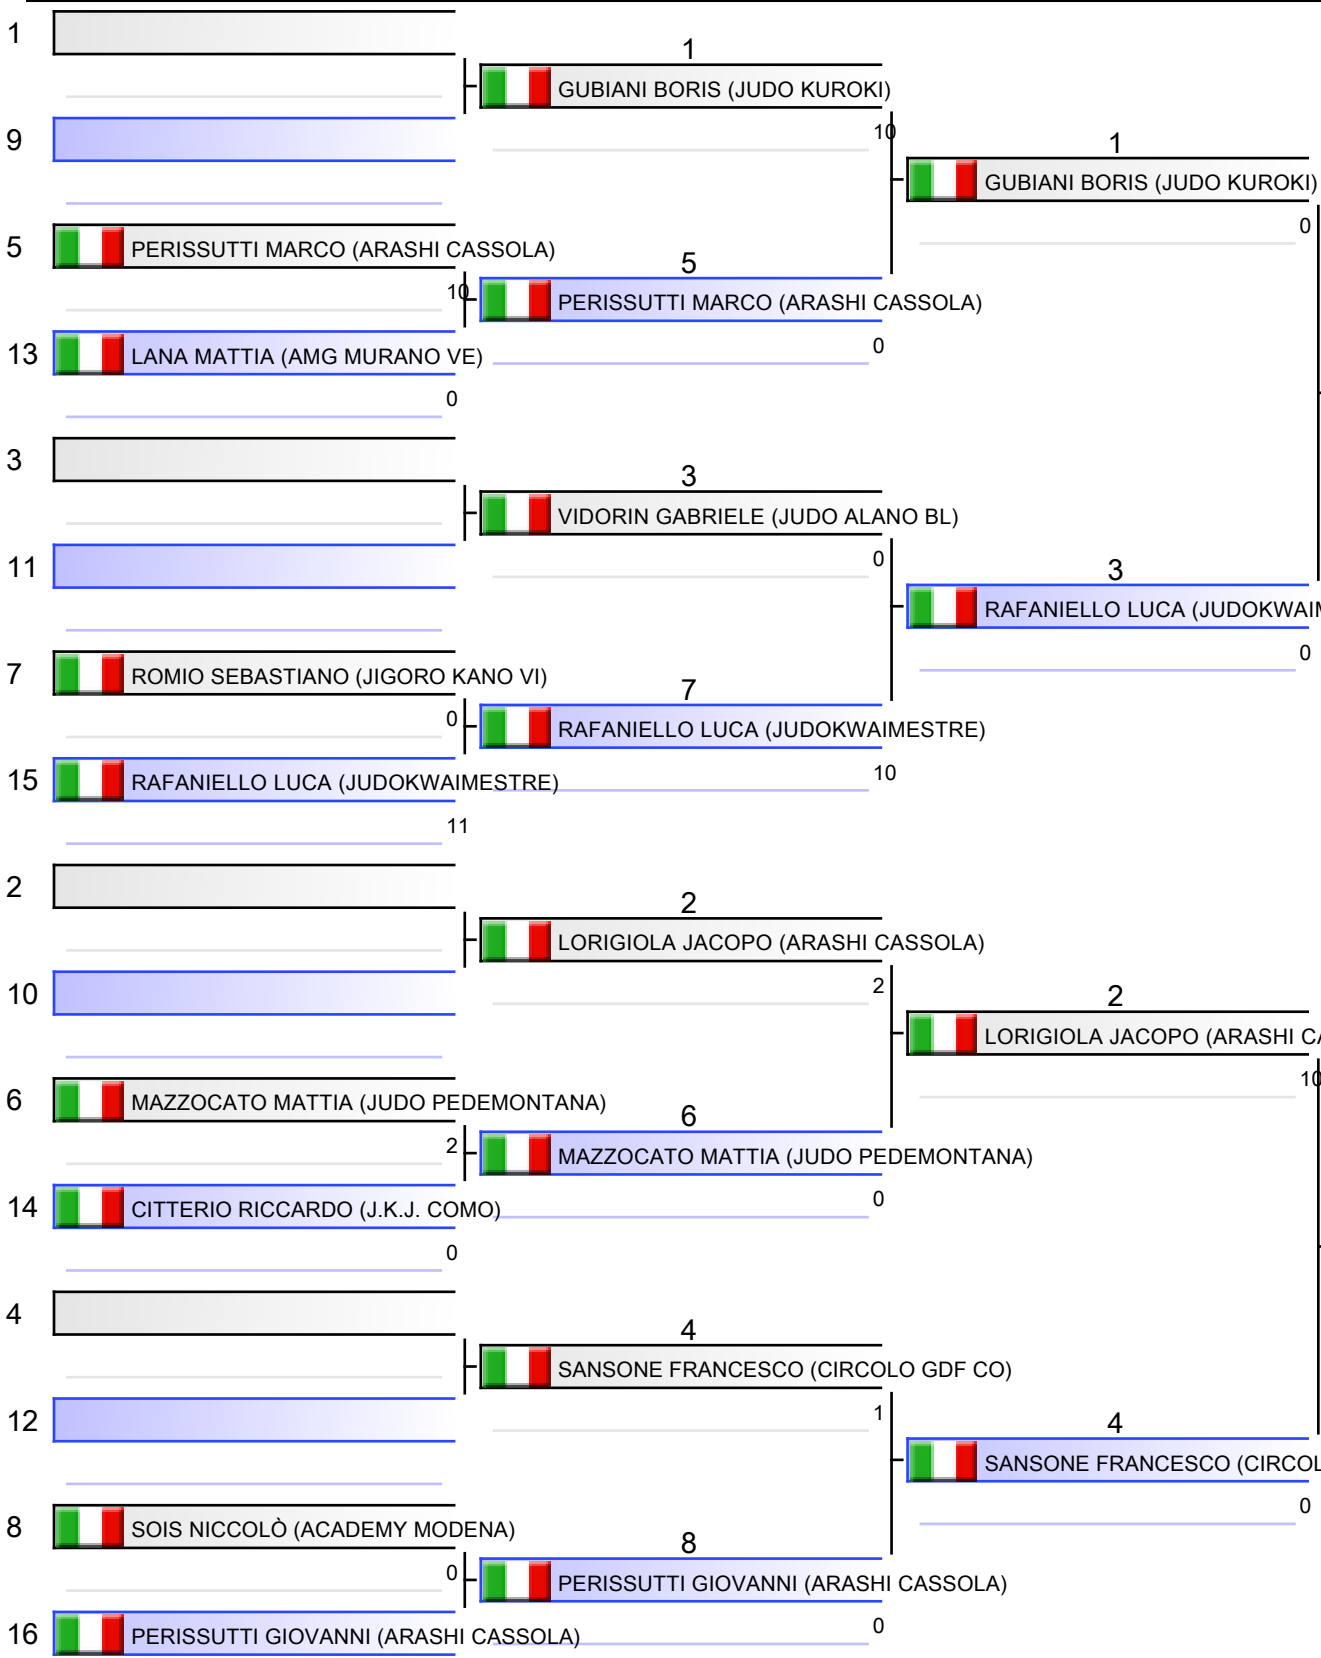 1
1
GUBIANI BORIS (JUDO KUROKI)
10
9
1
GUBIANI BORIS (JUDO KUROKI)
0
5
PERISSUTTI MARCO (ARASHI CASSOLA)
10
5
PERISSUTTI MARCO (ARASHI CASSOLA)
0
13
LANA MATTIA (AMG MURANO VE)
0
3
3
VIDORIN GABRIELE (JUDO ALANO BL)
0
11
3
RAFANIELLO LUCA (JUDOKWAIM
0
7
ROMIO SEBASTIANO (JIGORO KANO VI)
0
7
RAFANIELLO LUCA (JUDOKWAIMESTRE)
10
15
RAFANIELLO LUCA (JUDOKWAIMESTRE)
11
2
2
LORIGIOLA JACOPO (ARASHI CASSOLA)
2
10
2
LORIGIOLA JACOPO (ARASHI CA
10
6
MAZZOCATO MATTIA (JUDO PEDEMONTANA)
2
6
MAZZOCATO MATTIA (JUDO PEDEMONTANA)
0
14
CITTERIO RICCARDO (J.K.J. COMO)
0
4
4
SANSONE FRANCESCO (CIRCOLO GDF CO)
1
12
4
SANSONE FRANCESCO (CIRCOL
0
8
SOIS NICCOLÒ (ACADEMY MODENA)
0
8
PERISSUTTI GIOVANNI (ARASHI CASSOLA)
0
16
PERISSUTTI GIOVANNI (ARASHI CASSOLA)